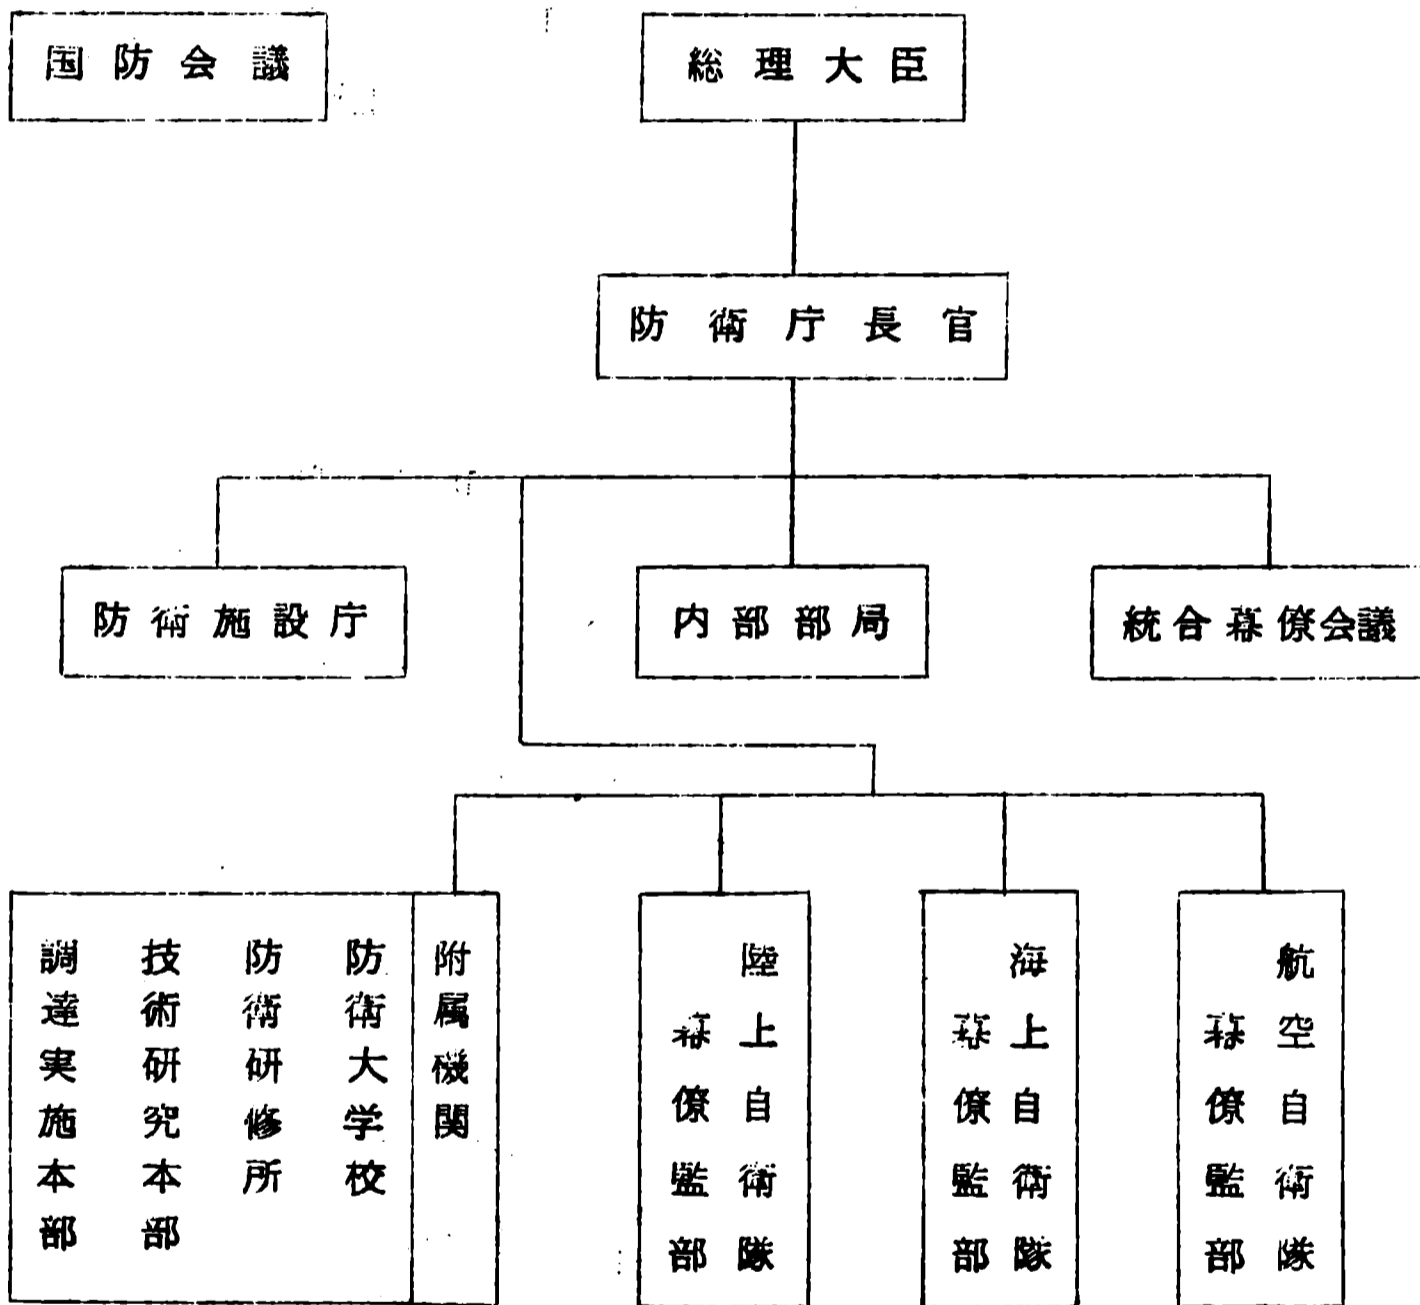 国防会議
総理大臣
防衛庁長官
防衛施設庁
内部部局
統合幕僚会議
附属機関
防衛大学校
防衛研修所
技術研究本部
調達実施本部
陸上自衛隊
幕僚監部
海上自衛隊
幕僚監部
航空自衛隊
幕僚監部